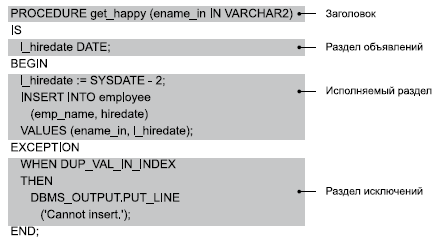 PROCEDURE get_happy (ename_in IN VARCHAR2)
Заголовок
IS
l_hiredate DATE;
Раздел объявлений
BEGIN
l_hiredate := SYSDATE - 2;
INSERT INTO employee
Исполняемый раздел
(emp_name, hiredate)
VALUES (ename_in, l_hiredate);
EXCEPTION
WHEN DUP_VAL_IN_INDEX
THEN
Раздел исключений
DBMS_OUTPUT.PUT_LINE
('Cannot insert.');
END;